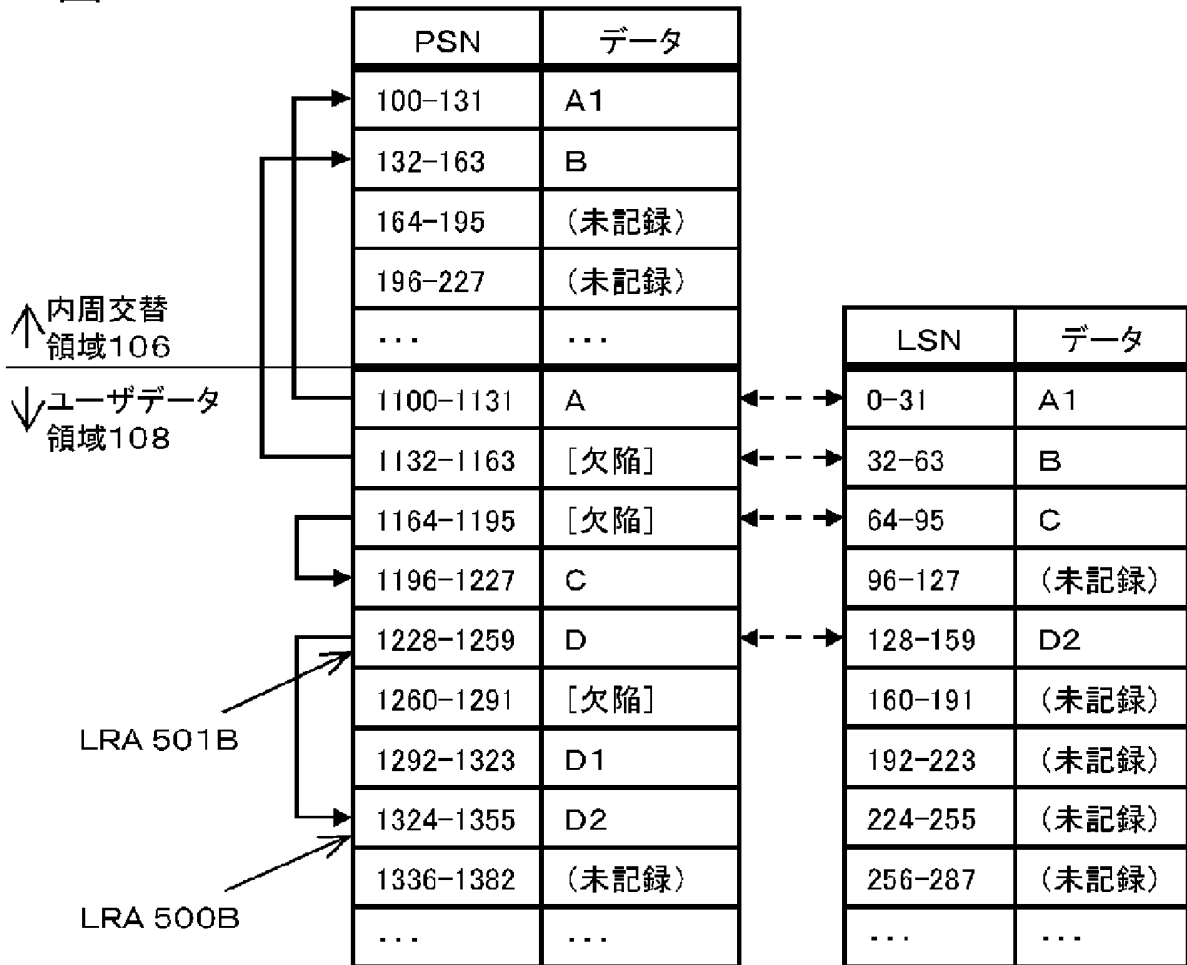 PSN データ
100-131 A1
132-163 B
164-195 (未記録)
196-227 (未記録)
... ...
1100-1131 A
1132-1163 [欠陥]
1164-1195 [欠陥]
1196-1227 C
1228-1259 D
1260-1291 [欠陥]
1292-1323 D1
1324-1355 D2
1336-1382 (未記録)
... ...
↑内周交替
領域106
↓ユーザデータ
領域108
LRA 501B
LRA 500B
LSN データ
0-31 A1
32-63 B
64-95 C
96-127 (未記録)
128-159 D2
160-191 (未記録)
192-223 (未記録)
224-255 (未記録)
256-287 (未記録)
... ...